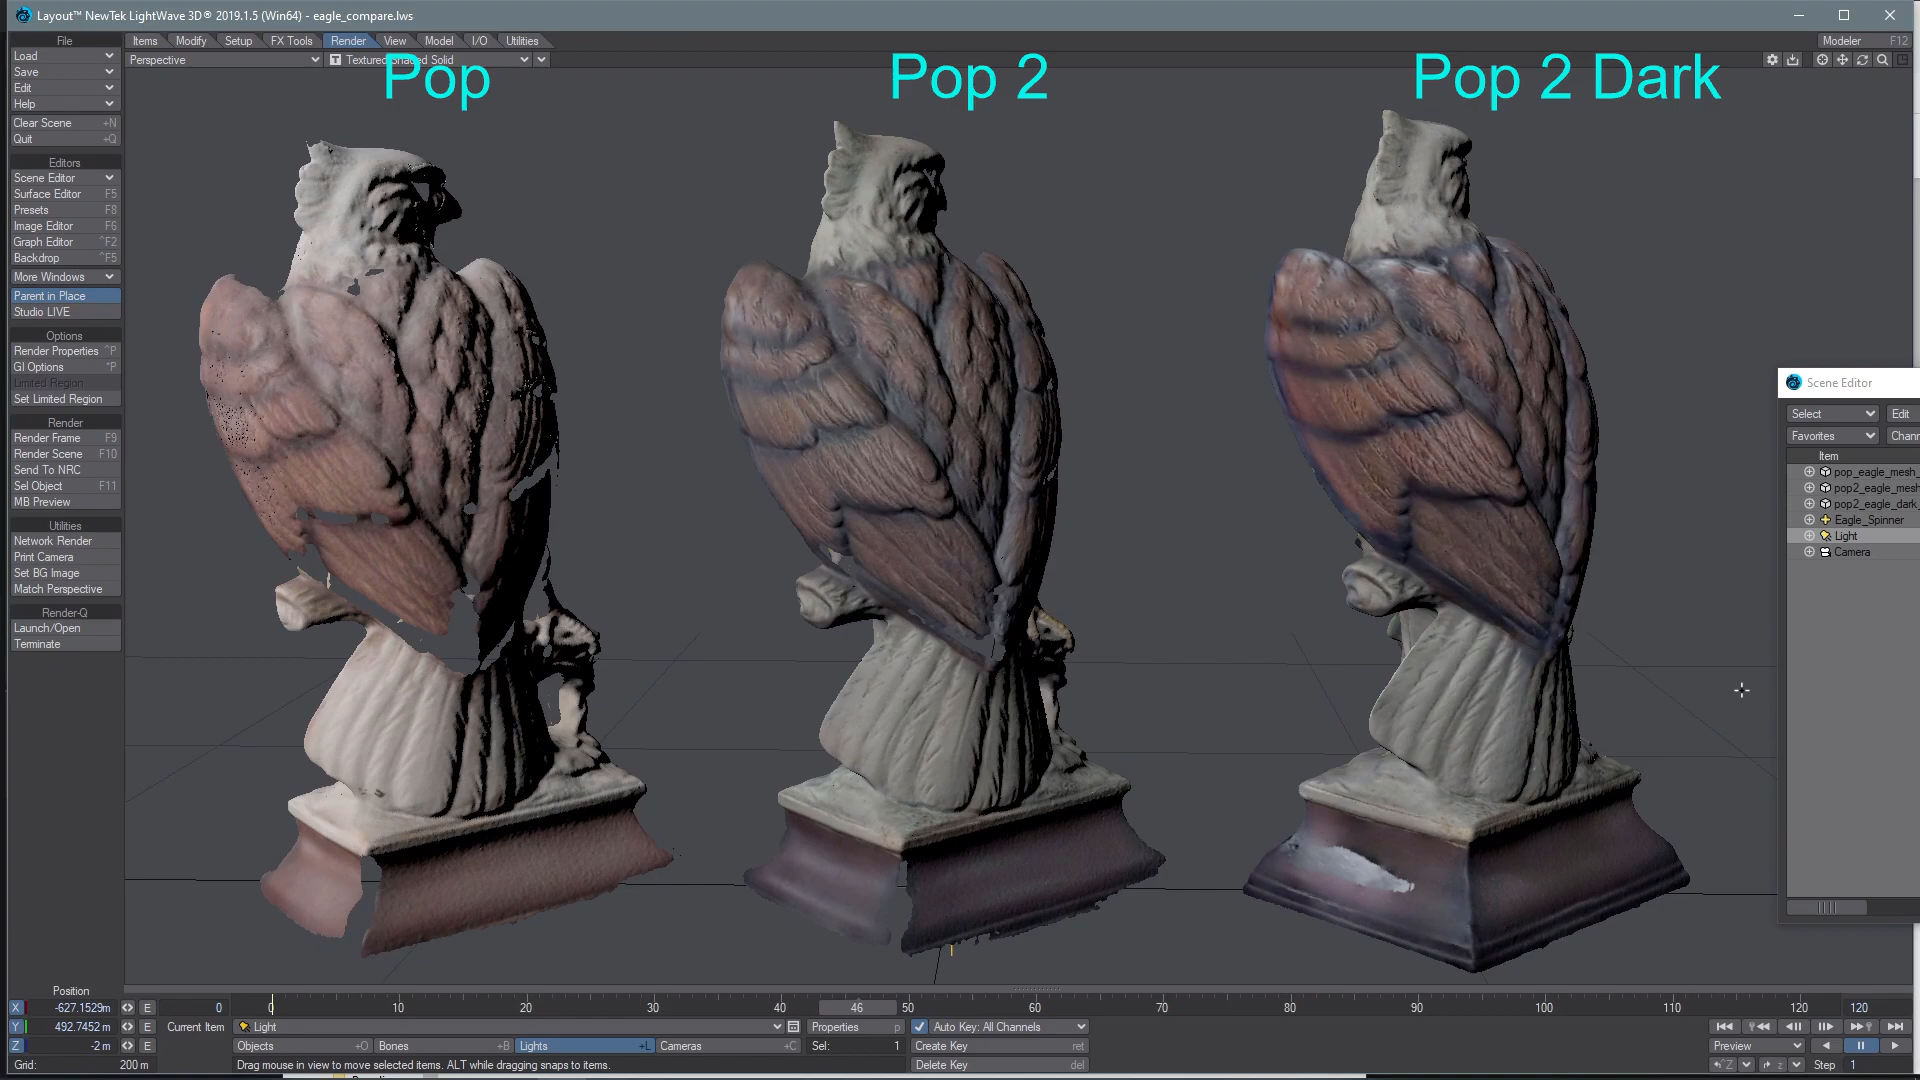 Layout™ NewTek LightWave 3D® 2019.1.5 (Win64) - eagle_compare.lws
File
Items Modify Setup FX Tools Render View Model I/O Utilities
Modeler F12
Load
Perspective
Textured Shaded Solid
Pop
Pop 2
Pop 2 Dark
Save
Edit
Help
Clear Scene +N
Quit +Q
Editors
Scene Editor
Surface Editor F5
Presets F8
Image Editor F6
Graph Editor ^F2
Backdrop ^F5
More Windows
Parent in Place
Studio LIVE
Options
Render Properties ^P
GI Options *P
Limited Region
Set Limited Region
Render
Render Frame F9
Render Scene F10
Send To NRC
Sel Object F11
MB Preview
Utilities
Network Render
Print Camera
Set BG Image
Match Perspective
Render-Q
Launch/Open
Terminate
Scene Editor
Select Edit
Favorites Chann
Item
pop_eagle_mesh_
pop2_eagle_mesh
pop2_eagle_dark_
Eagle_Spinner
Light
Camera
Position
X -627.1529m E 0 0 10 20 30 40 46 50 60 70 80 90 100 110 120 120
Y 492.7452 m E Current Item Light Properties p Auto Key: All Channels
Z -2 m E Objects +O Bones +B Lights +L Cameras +C Sel: 1 Create Key ret Preview
Grid: 200 m Drag mouse in view to move selected items. ALT while dragging snaps to items. Delete Key del Step 1